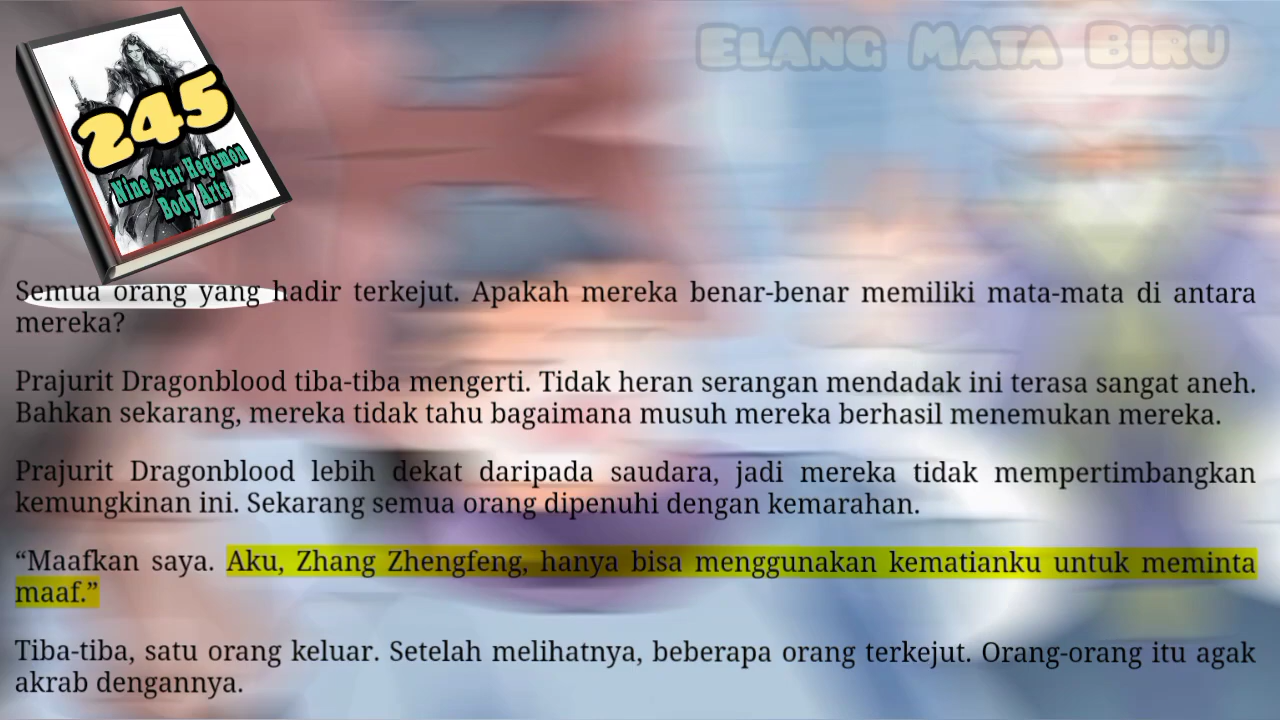 Elang Mata Biru
245
Nine Star Hegemon
Body Arts
Semua orang yang hadir terkejut. Apakah mereka benar-benar memiliki mata-mata di antara
mereka?
Prajurit Dragonblood tiba-tiba mengerti. Tidak heran serangan mendadak ini terasa sangat aneh.
Bahkan sekarang, mereka tidak tahu bagaimana musuh mereka berhasil menemukan mereka.
Prajurit Dragonblood lebih dekat daripada saudara, jadi mereka tidak mempertimbangkan
kemungkinan ini. Sekarang semua orang dipenuhi dengan kemarahan.
“Maafkan saya. Aku, Zhang Zhengfeng, hanya bisa menggunakan kematianku untuk meminta
maaf.”
Tiba-tiba, satu orang keluar. Setelah melihatnya, beberapa orang terkejut. Orang-orang itu agak
akrab dengannya.